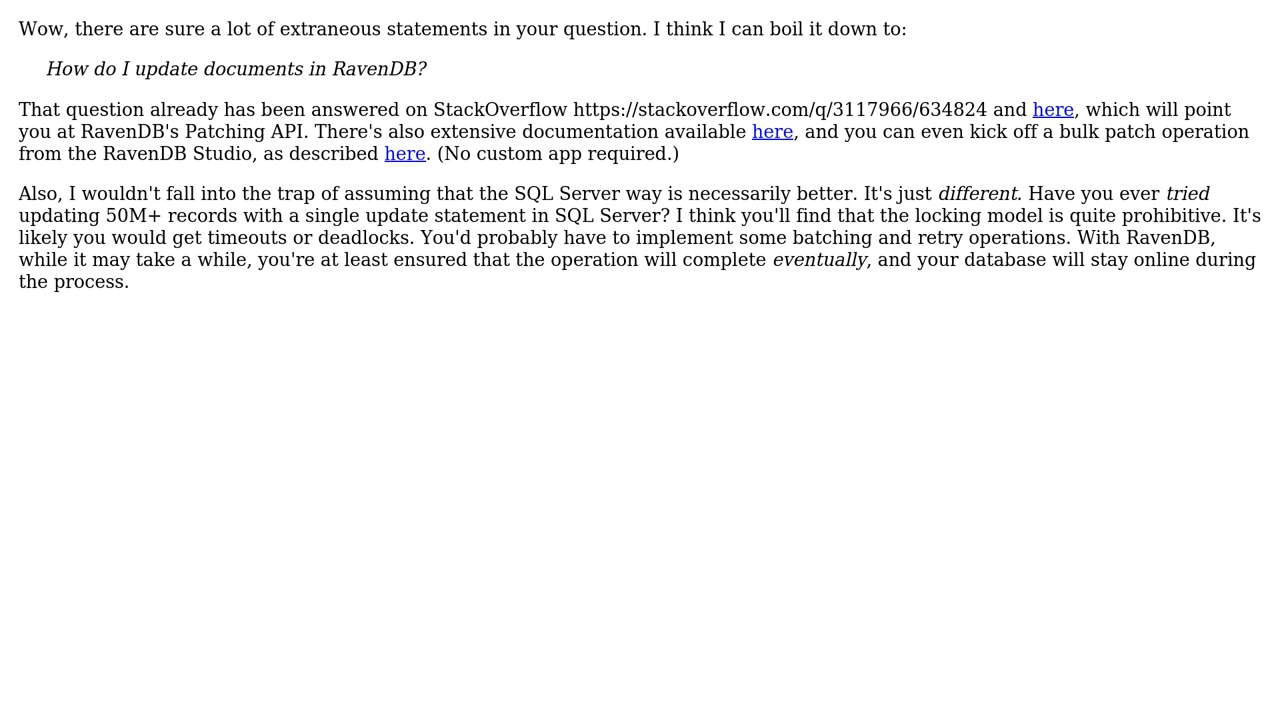 Wow, there are sure a lot of extraneous statements in your question. I think I can boil it down to:
How do I update documents in RavenDB?
That question already has been answered on StackOverflow https://stackoverflow.com/q/3117966/634824 and here, which will point
you at RavenDB's Patching API. There's also extensive documentation available here, and you can even kick off a bulk patch operation
from the RavenDB Studio, as described here. (No custom app required.)
Also, I wouldn't fall into the trap of assuming that the SQL Server way is necessarily better. It's just different. Have you ever tried
updating 50M+ records with a single update statement in SQL Server? I think you'll find that the locking model is quite prohibitive. It's
likely you would get timeouts or deadlocks. You'd probably have to implement some batching and retry operations. With RavenDB,
while it may take a while, you're at least ensured that the operation will complete eventually, and your database will stay online during
the process.